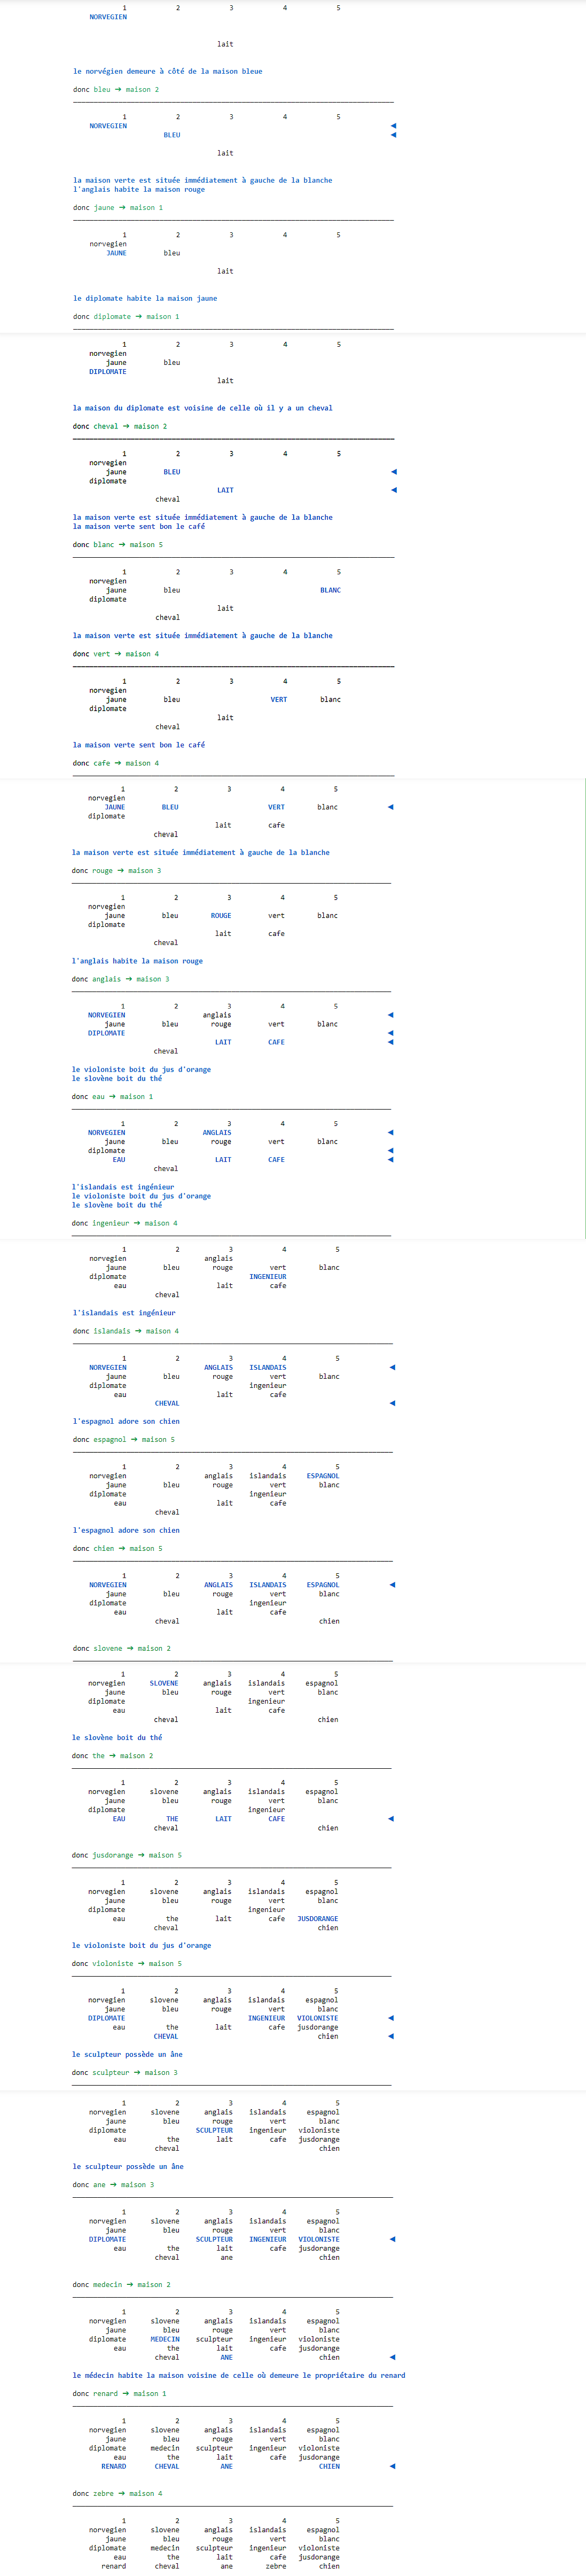 1 2 3 4 5
NORVEGIEN
lait
le norvégien demeure à côté de la maison bleue
donc bleu ➔ maison 2
1 2 3 4 5
NORVEGIEN ◄
BLEU ◄
lait
la maison verte est située immédiatement à gauche de la blanche
l'anglais habite la maison rouge
donc jaune ➔ maison 1
1 2 3 4 5
norvegien
JAUNE bleu
lait
le diplomate habite la maison jaune
donc diplomate ➔ maison 1
1 2 3 4 5
norvegien
jaune bleu
DIPLOMATE
lait
la maison du diplomate est voisine de celle où il y a un cheval
donc cheval ➔ maison 2
1 2 3 4 5
norvegien
jaune BLEU ◄
diplomate
LAIT ◄
cheval
la maison verte est située immédiatement à gauche de la blanche
la maison verte sent bon le café
donc blanc ➔ maison 5
1 2 3 4 5
norvegien
jaune bleu BLANC
diplomate
lait
cheval
la maison verte est située immédiatement à gauche de la blanche
donc vert ➔ maison 4
1 2 3 4 5
norvegien
jaune bleu VERT blanc
diplomate
lait
cheval
la maison verte sent bon le café
donc cafe ➔ maison 4
1 2 3 4 5
norvegien
JAUNE BLEU VERT blanc ◄
diplomate
lait cafe
cheval
la maison verte est située immédiatement à gauche de la blanche
donc rouge ➔ maison 3
1 2 3 4 5
norvegien
jaune bleu ROUGE vert blanc
diplomate
lait cafe
cheval
l'anglais habite la maison rouge
donc anglais ➔ maison 3
1 2 3 4 5
NORVEGIEN anglais ◄
jaune bleu rouge vert blanc
DIPLOMATE ◄
LAIT CAFE ◄
cheval
le violoniste boit du jus d'orange
le slovène boit du thé
donc eau ➔ maison 1
1 2 3 4 5
NORVEGIEN ANGLAIS ◄
jaune bleu rouge vert blanc
diplomate ◄
EAU LAIT CAFE ◄
cheval
l'islandais est ingénieur
le violoniste boit du jus d'orange
le slovène boit du thé
donc ingenieur ➔ maison 4
1 2 3 4 5
norvegien anglais
jaune bleu rouge vert blanc
diplomate INGENIEUR
eau lait cafe
cheval
l'islandais est ingénieur
donc islandais ➔ maison 4
1 2 3 4 5
NORVEGIEN ANGLAIS ISLANDAIS ◄
jaune bleu rouge vert blanc
diplomate ingenieur
eau lait cafe
CHEVAL ◄
l'espagnol adore son chien
donc espagnol ➔ maison 5
1 2 3 4 5
norvegien anglais islandais ESPAGNOL
jaune bleu rouge vert blanc
diplomate ingenieur
eau lait cafe
cheval
l'espagnol adore son chien
donc chien ➔ maison 5
1 2 3 4 5
NORVEGIEN ANGLAIS ISLANDAIS ESPAGNOL ◄
jaune bleu rouge vert blanc
diplomate ingenieur
eau lait cafe
cheval chien
donc slovene ➔ maison 2
1 2 3 4 5
norvegien SLOVENE anglais islandais espagnol
jaune bleu rouge vert blanc
diplomate ingenieur
eau lait cafe
cheval chien
le slovène boit du thé
donc the ➔ maison 2
1 2 3 4 5
norvegien slovene anglais islandais espagnol
jaune bleu rouge vert blanc
diplomate ingenieur
EAU THE LAIT CAFE ◄
cheval chien
donc jusdorange ➔ maison 5
1 2 3 4 5
norvegien slovene anglais islandais espagnol
jaune bleu rouge vert blanc
diplomate ingenieur
eau the lait cafe JUSDORANGE
cheval chien
le violoniste boit du jus d'orange
donc violoniste ➔ maison 5
1 2 3 4 5
norvegien slovene anglais islandais espagnol
jaune bleu rouge vert blanc
DIPLOMATE INGENIEUR VIOLONISTE ◄
eau the lait cafe jusdorange
CHEVAL chien ◄
le sculpteur possède un âne
donc sculpteur ➔ maison 3
1 2 3 4 5
norvegien slovene anglais islandais espagnol
jaune bleu rouge vert blanc
diplomate SCULPTEUR ingenieur violoniste
eau the lait cafe jusdorange
cheval chien
le sculpteur possède un âne
donc ane ➔ maison 3
1 2 3 4 5
norvegien slovene anglais islandais espagnol
jaune bleu rouge vert blanc
DIPLOMATE SCULPTEUR INGENIEUR VIOLONISTE ◄
eau the lait cafe jusdorange
cheval ane chien
donc medecin ➔ maison 2
1 2 3 4 5
norvegien slovene anglais islandais espagnol
jaune bleu rouge vert blanc
diplomate MEDECIN sculpteur ingenieur violoniste
eau the lait cafe jusdorange
cheval ANE chien ◄
le médecin habite la maison voisine de celle où demeure le propriétaire du renard
donc renard ➔ maison 1
1 2 3 4 5
norvegien slovene anglais islandais espagnol
jaune bleu rouge vert blanc
diplomate medecin sculpteur ingenieur violoniste
eau the lait cafe jusdorange
RENARD CHEVAL ANE CHIEN ◄
donc zebre ➔ maison 4
1 2 3 4 5
norvegien slovene anglais islandais espagnol
jaune bleu rouge vert blanc
diplomate medecin sculpteur ingenieur violoniste
eau the lait cafe jusdorange
renard cheval ane zebre chien